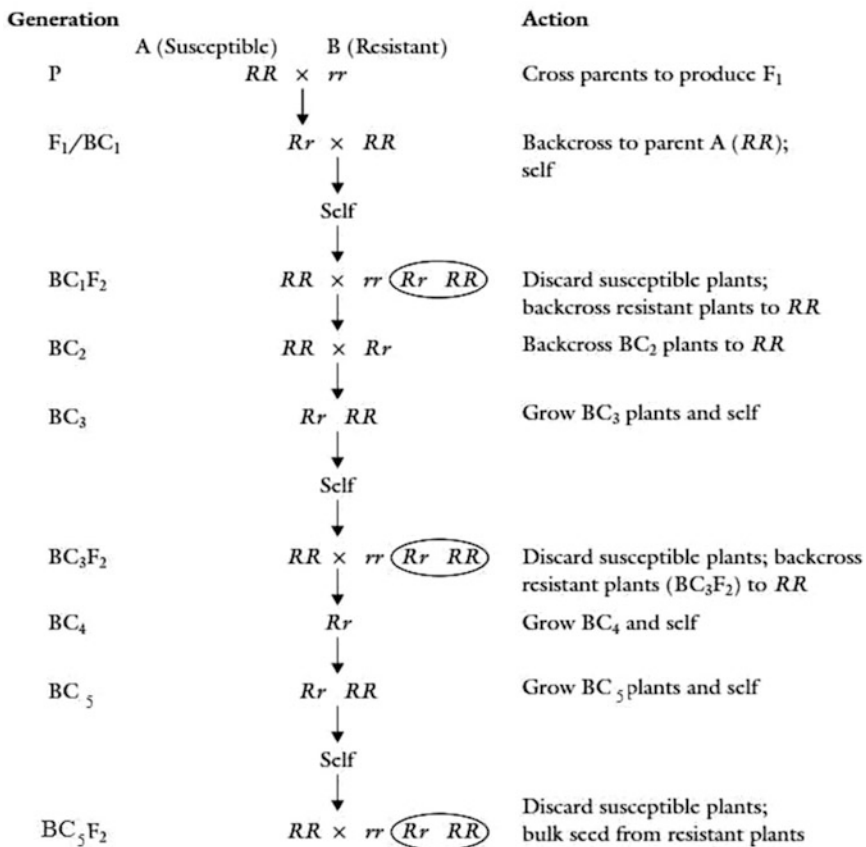 Generation Action
A (Susceptible) B (Resistant)
P RR × rr Cross parents to produce F₁
F₁/BC₁ Rr × RR Backcross to parent A (RR);
self
Self
BC₁F₂ RR × rr Rr RR Discard susceptible plants;
backcross resistant plants to RR
BC₂ RR × Rr Backcross BC₂ plants to RR
BC₃ Rr RR Grow BC₃ plants and self
Self
BC₃F₂ RR × rr Rr RR Discard susceptible plants; backcross
resistant plants (BC₃F₂) to RR
BC₄ Rr Grow BC₄ and self
BC₅ Rr RR Grow BC₅ plants and self
Self
Discard susceptible plants;
BC₅F₂ RR × rr Rr RR bulk seed from resistant plants